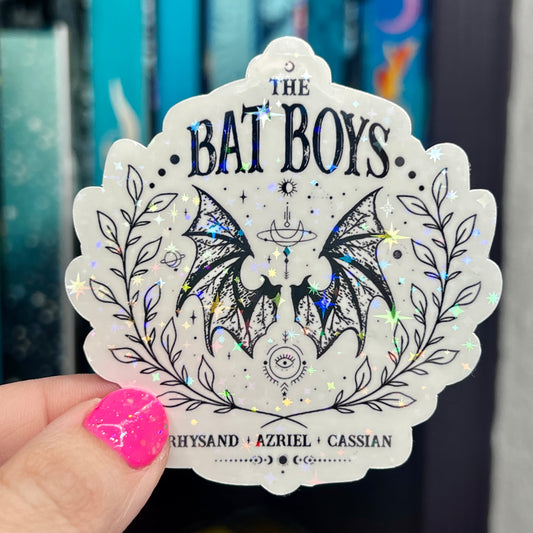 THE
BAT BOYS
RHYSAND AZRIEL CASSIAN